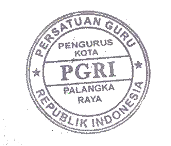 PERSATUAN GURU
PENGURUS
KOTA
PGRI
PALANGKA
RAYA
REPUBLIK INDONESIA